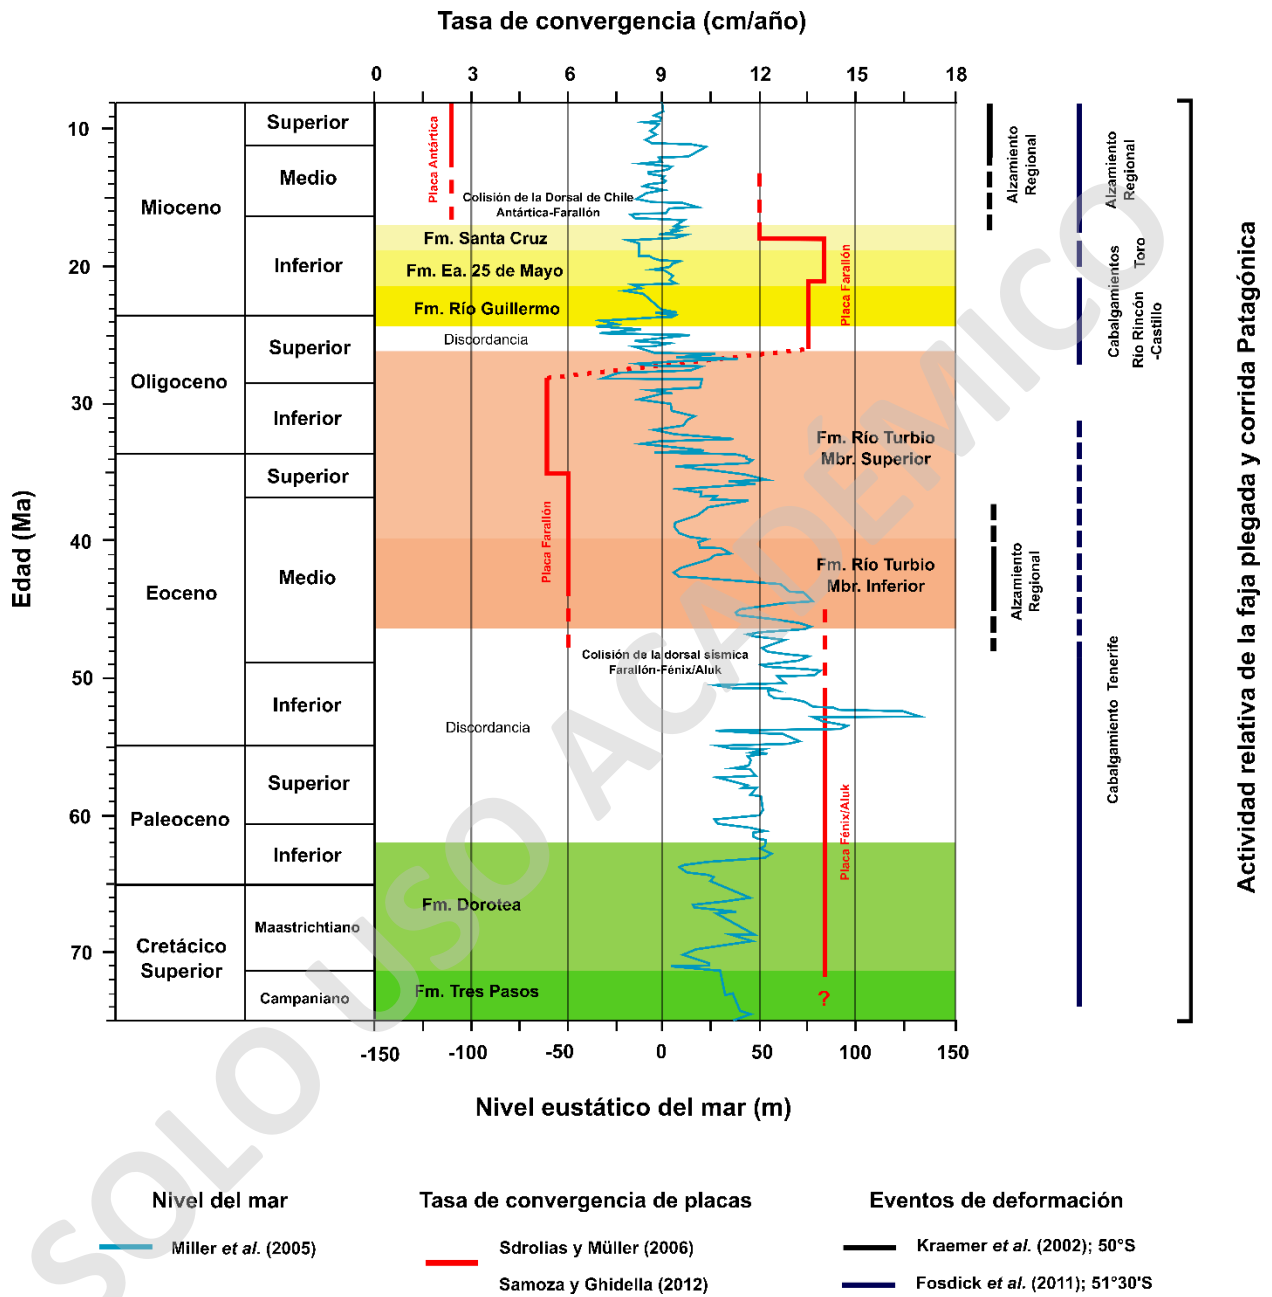 Tasa de convergencia (cm/año)
0 3 6 9 12 15 18
Edad (Ma)
10
20
30
40
50
60
70
Mioceno
Superior
Medio
Inferior
Oligoceno
Superior
Inferior
Eoceno
Superior
Medio
Inferior
Paleoceno
Superior
Inferior
Cretácico
Superior
Maastrichtiano
Campaniano
Placa Antártica
Colisión de la Dorsal de Chile
Antártica-Farallón
Fm. Santa Cruz
Fm. Ea. 25 de Mayo
Fm. Río Guillermo
Discordancia
Placa Farallón
Fm. Río Turbio
Mbr. Superior
Placa Farallón
Fm. Río Turbio
Mbr. Inferior
Colisión de la dorsal sísmica
Farallón-Fénix/Aluk
Discordancia
Placa Fénix/Aluk
Fm. Dorotea
Fm. Tres Pasos
?
Alzamiento
Regional
Alzamiento
Regional
Alzamiento
Regional
Toro
Cabalgamientos
Río Rincón
-Castillo
Cabalgamiento Tenerife
Actividad relativa de la faja plegada y corrida Patagónica
-150 -100 -50 0 50 100 150
Nivel eustático del mar (m)
Nivel del mar
Miller et al. (2005)
Tasa de convergencia de placas
Sdrolias y Müller (2006)
Samoza y Ghidella (2012)
Eventos de deformación
Kraemer et al. (2002); 50°S
Fosdick et al. (2011); 51°30'S
SOLO USO ACADÉMICO